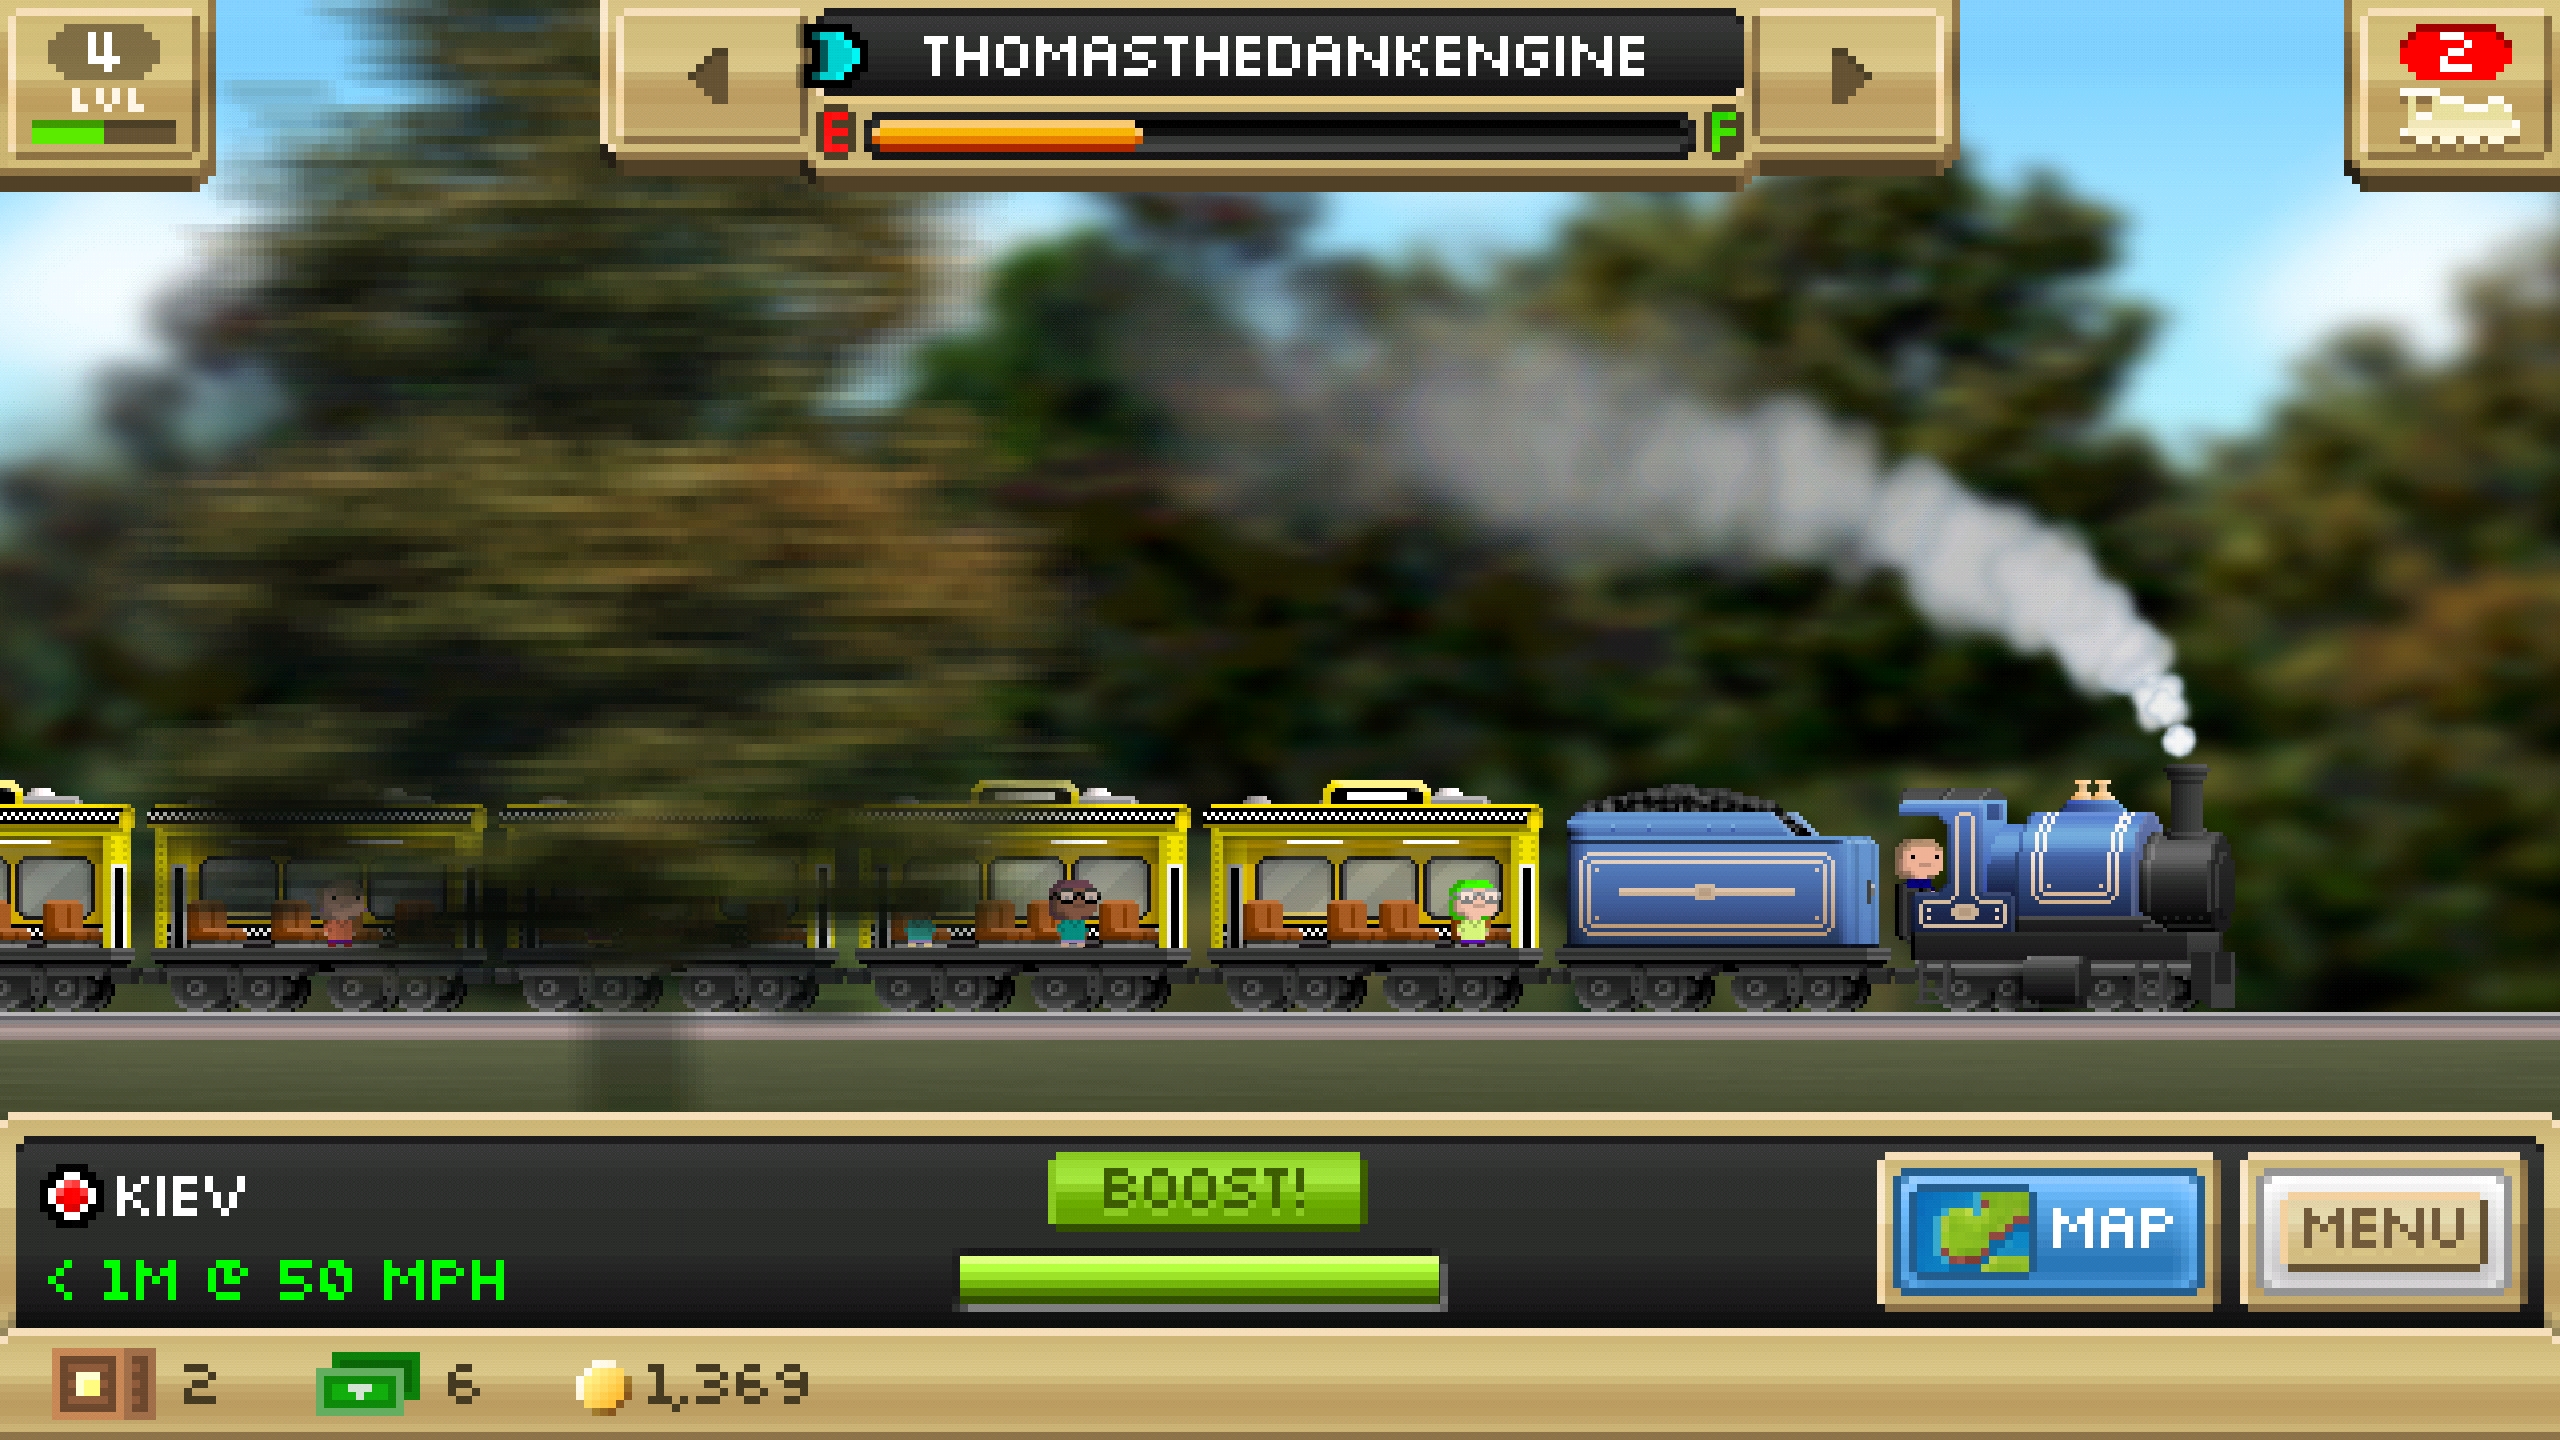 4
LVL
THOMASTHEDANKENGINE
E F
2
KIEV
< 1M @ 50 MPH
BOOST!
MAP
MENU
2
6
1,369